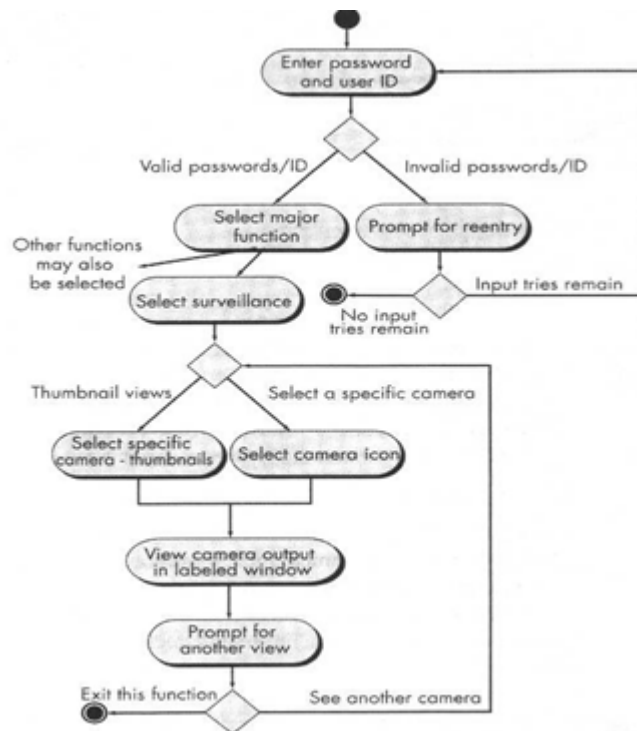 Enter password
and user ID
Valid passwords/ID
Invalid passwords/ID
Select major
function
Prompt for reentry
Other functions
may also
be selected
Select surveillance
Input tries remain
No input
tries remain
Thumbnail views
Select a specific camera
Select specific
camera - thumbnails
Select camera icon
View camera output
in labeled window
Prompt for
another view
Exit this function
See another camera